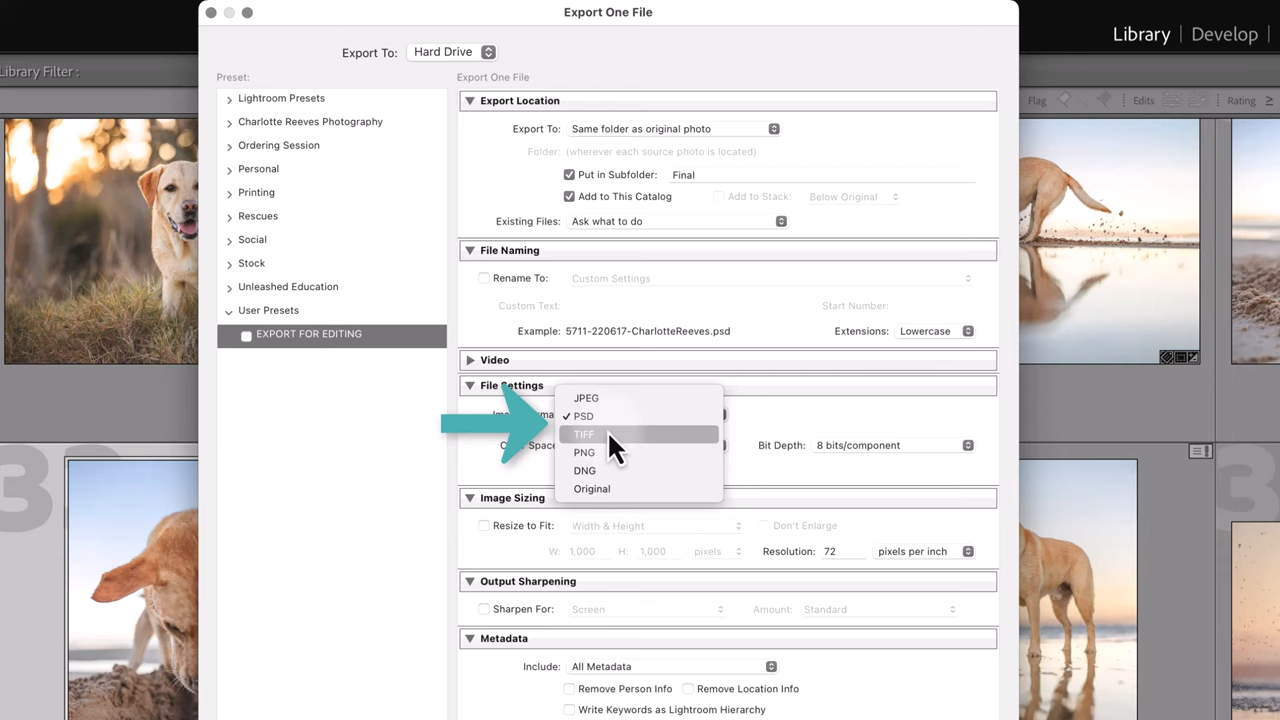 Export One File
Library | Develop |
Export To: Hard Drive
Library Filter :
Preset:
Export One File
Lightroom Presets
Charlotte Reeves Photography
Ordering Session
Personal
Printing
Rescues
Social
Stock
Unleashed Education
User Presets
EXPORT FOR EDITING
Export Location
Export To: Same folder as original photo
Folder: (wherever each source photo is located)
Put in Subfolder: Final
Add to This Catalog Add to Stack: Below Original
Existing Files: Ask what to do
File Naming
Rename To: Custom Settings
Custom Text: Start Number:
Example: 5711-220617-CharlotteReeves.psd Extensions: Lowercase
Video
File Settings
JPEG
PSD
TIFF
PNG
DNG
Original
Bit Depth: 8 bits/component
Image Sizing
Resize to Fit: Width & Height Don't Enlarge
W: 1,000 H: 1,000 pixels Resolution: 72 pixels per inch
Output Sharpening
Sharpen For: Screen Amount: Standard
Metadata
Include: All Metadata
Remove Person Info Remove Location Info
Write Keywords as Lightroom Hierarchy
Flag Edits Rating ≥
33
3